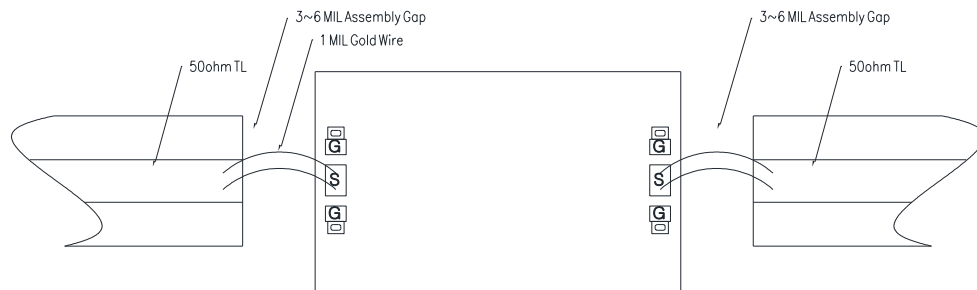 3~6 MIL Assembly Gap
3~6 MIL Assembly Gap
1 MIL Gold Wire
50ohm TL
50ohm TL
G
G
S
S
G
G